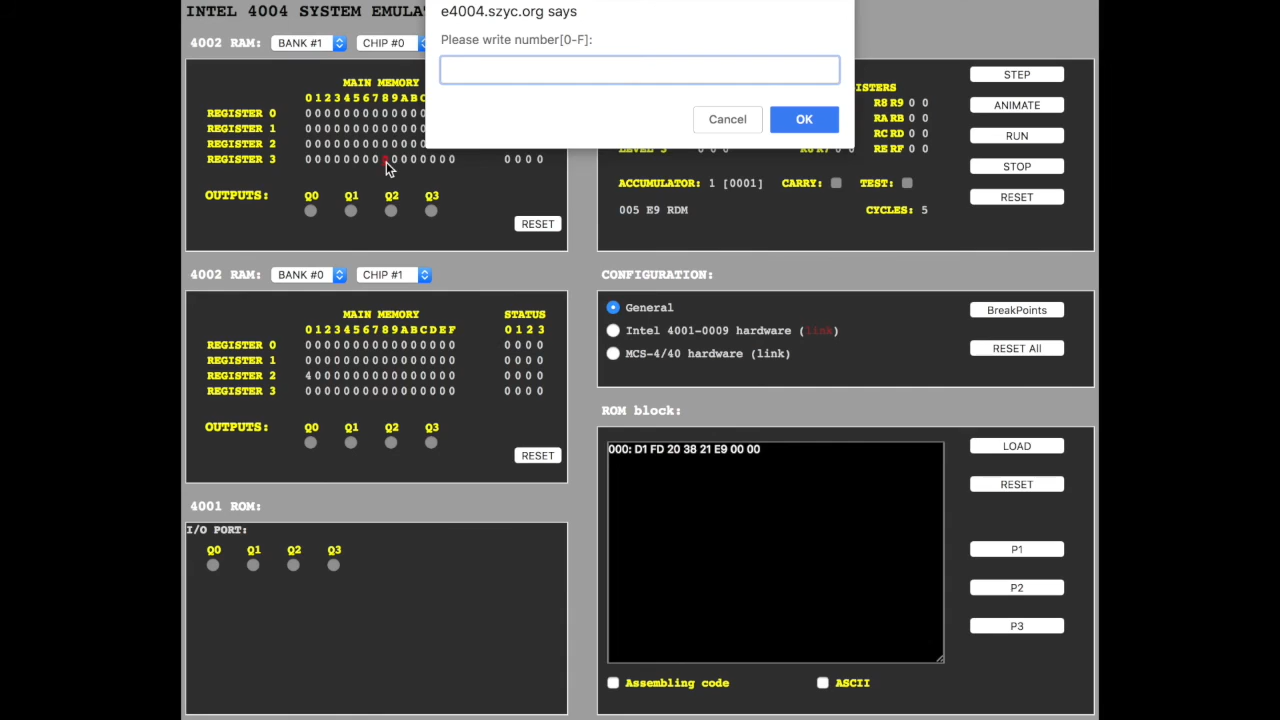 INTEL 4004 SYSTEM EMULA
e4004.szyc.org says
Please write number[0-F]:
Cancel
OK
4002 RAM: BANK #1 CHIP #0
MAIN MEMORY
0 1 2 3 4 5 6 7 8 9 A B C
REGISTER 0 0 0 0 0 0 0 0 0 0 0 0 0 0
REGISTER 1 0 0 0 0 0 0 0 0 0 0 0 0 0
REGISTER 2 0 0 0 0 0 0 0 0 0 0 0 0 0
REGISTER 3 0 0 0 0 0 0 0 0 0 0 0 0 0 0 0 0 0 0 0
OUTPUTS: Q0 Q1 Q2 Q3
RESET
ISTERS
R8 R9 0 0
RA RB 0 0
RC RD 0 0
RE RF 0 0
ACCUMULATOR: 1 [0001] CARRY: TEST:
005 E9 RDM CYCLES: 5
STEP
ANIMATE
RUN
STOP
RESET
4002 RAM: BANK #0 CHIP #1
MAIN MEMORY STATUS
0 1 2 3 4 5 6 7 8 9 A B C D E F 0 1 2 3
REGISTER 0 0 0 0 0 0 0 0 0 0 0 0 0 0 0 0 0 0 0 0 0
REGISTER 1 0 0 0 0 0 0 0 0 0 0 0 0 0 0 0 0 0 0 0 0
REGISTER 2 4 0 0 0 0 0 0 0 0 0 0 0 0 0 0 0 0 0 0 0
REGISTER 3 0 0 0 0 0 0 0 0 0 0 0 0 0 0 0 0 0 0 0 0
OUTPUTS: Q0 Q1 Q2 Q3
RESET
CONFIGURATION:
General
Intel 4001-0009 hardware (link)
MCS-4/40 hardware (link)
BreakPoints
RESET All
4001 ROM:
I/O PORT:
Q0 Q1 Q2 Q3
ROM block:
000: D1 FD 20 38 21 E9 00 00
LOAD
RESET
P1
P2
P3
Assembling code
ASCII